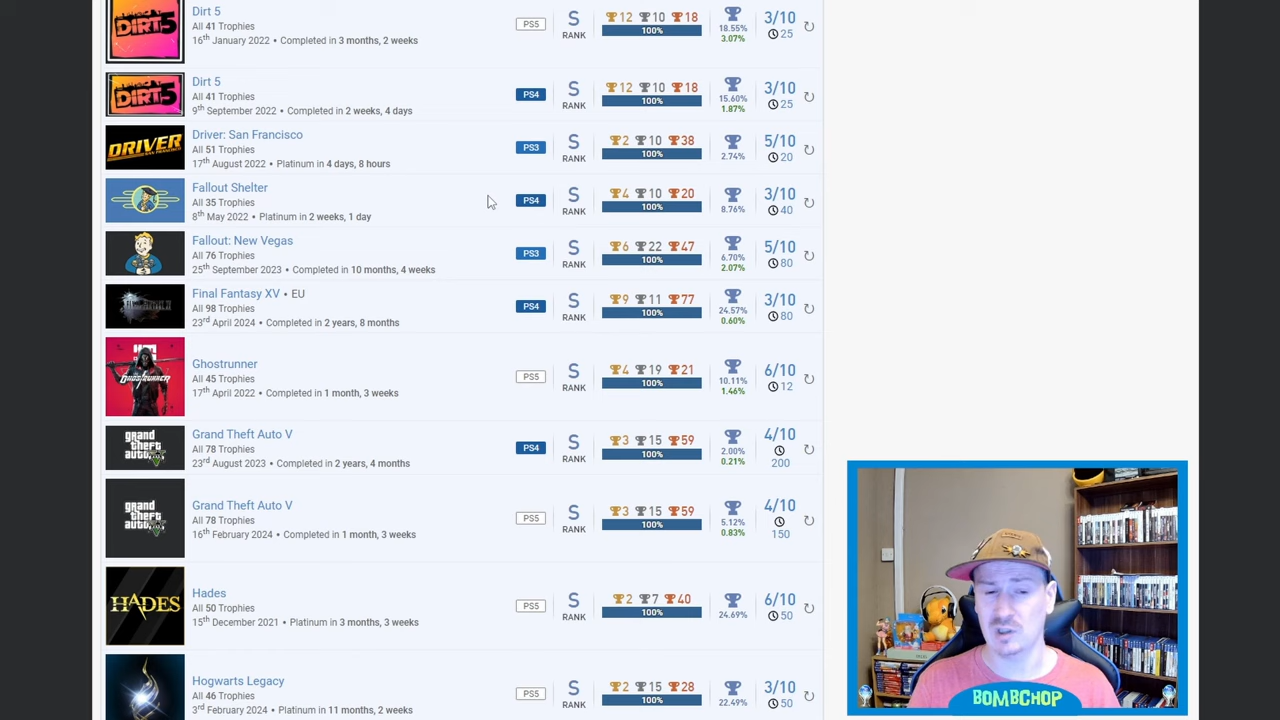 DIRT 5
Dirt 5
All 41 Trophies
16th January 2022 • Completed in 3 months, 2 weeks
PS5
S
RANK
12 10 18
100%
18.55%
3.07%
3/10
25
DIRT 5
Dirt 5
All 41 Trophies
9th September 2022 • Completed in 2 weeks, 4 days
PS4
S
RANK
12 10 18
100%
15.60%
1.87%
3/10
25
DRIVER
SAN FRANCISCO
Driver: San Francisco
All 51 Trophies
17th August 2022 • Platinum in 4 days, 8 hours
PS3
S
RANK
2 10 38
100%
2.74%
5/10
20
Fallout Shelter
All 35 Trophies
8th May 2022 • Platinum in 2 weeks, 1 day
PS4
S
RANK
4 10 20
100%
8.76%
3/10
40
Fallout: New Vegas
All 76 Trophies
25th September 2023 • Completed in 10 months, 4 weeks
PS3
S
RANK
6 22 47
100%
6.70%
2.07%
5/10
80
Final Fantasy XV • EU
All 98 Trophies
23rd April 2024 • Completed in 2 years, 8 months
PS4
S
RANK
9 11 77
100%
24.57%
0.60%
3/10
80
GHOSTRUNNER
Ghostrunner
All 45 Trophies
17th April 2022 • Completed in 1 month, 3 weeks
PS5
S
RANK
4 19 21
100%
10.11%
1.46%
6/10
12
grand
theft
auto V
Grand Theft Auto V
All 78 Trophies
23rd August 2023 • Completed in 2 years, 4 months
PS4
S
RANK
3 15 59
100%
2.00%
0.21%
4/10
200
grand
theft
auto V
Grand Theft Auto V
All 78 Trophies
16th February 2024 • Completed in 1 month, 3 weeks
PS5
S
RANK
3 15 59
100%
5.12%
0.83%
4/10
150
HADES
Hades
All 50 Trophies
15th December 2021 • Platinum in 3 months, 3 weeks
PS5
S
RANK
2 7 40
100%
24.69%
6/10
50
Hogwarts Legacy
All 46 Trophies
3rd February 2024 • Platinum in 11 months, 2 weeks
PS5
S
RANK
2 15 28
100%
22.49%
3/10
50
BOMBCHOP